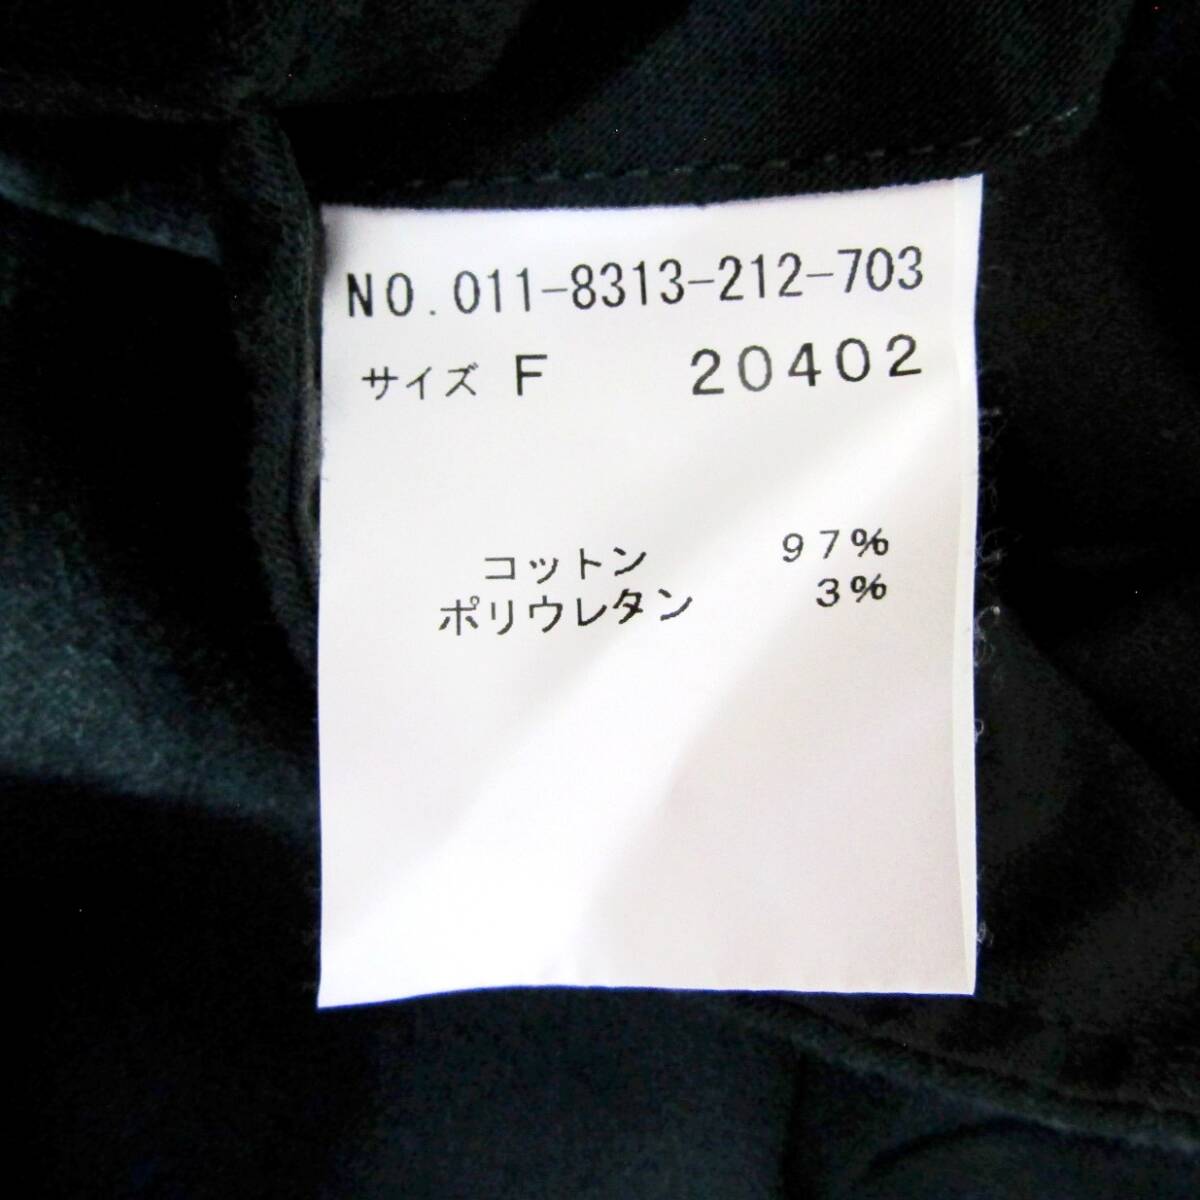 NO.011-8313-212-703
サイズ F 20402
コットン 97%
ポリウレタン 3%